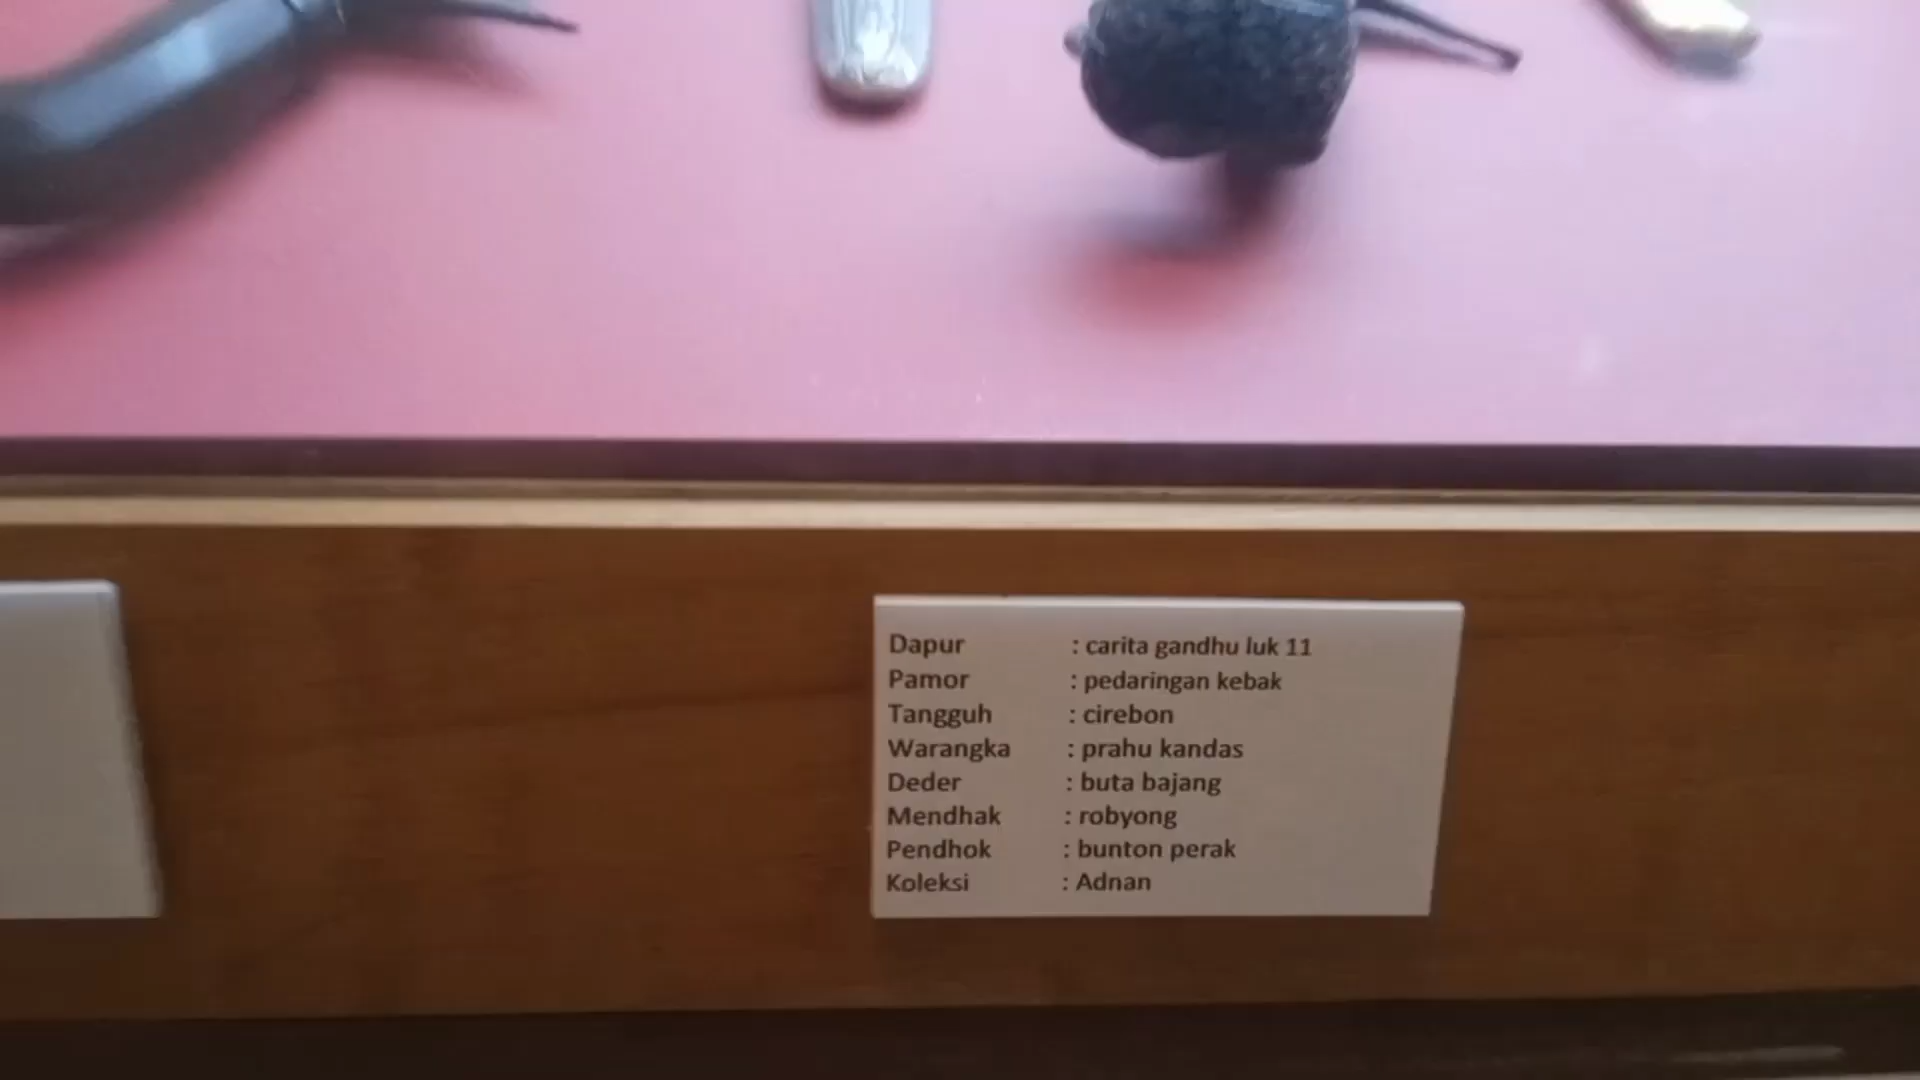 Dapur : carita gandhu luk 11
Pamor : pedaringan kebak
Tangguh : cirebon
Warangka : prahu kandas
Deder : buta bajang
Mendhak : robyong
Pendhok : bunton perak
Koleksi : Adnan